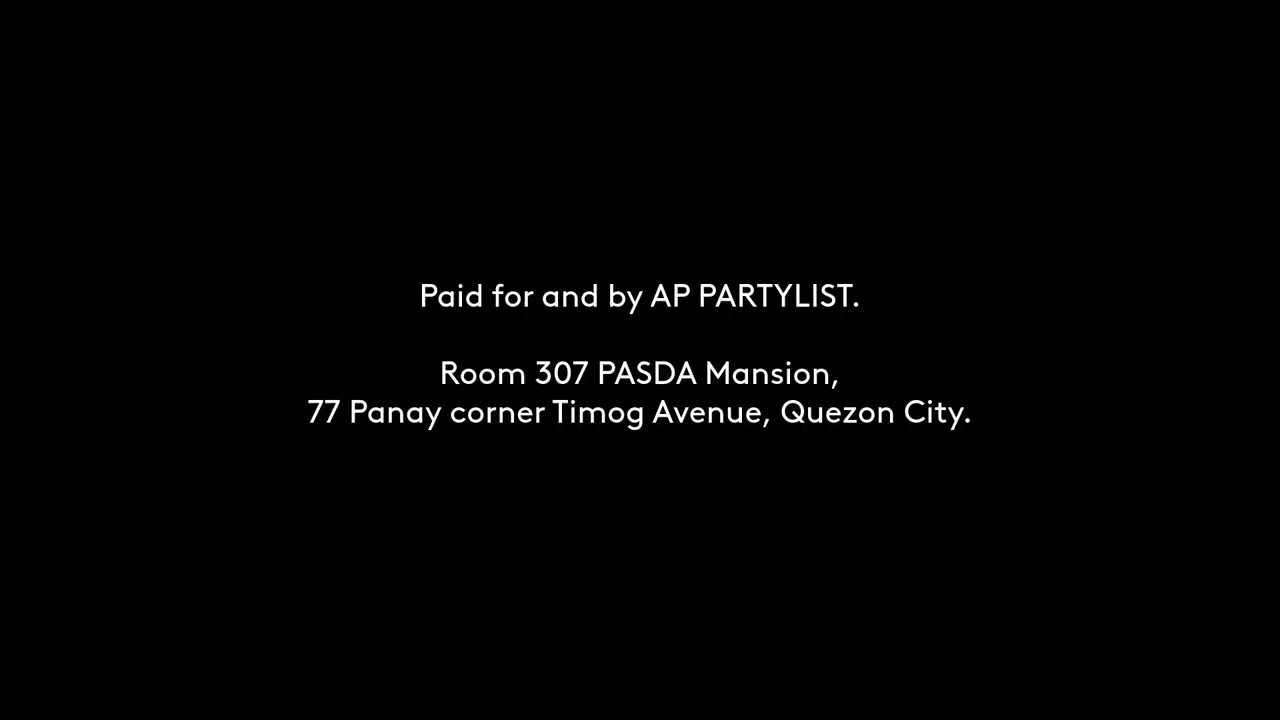 Paid for and by AP PARTYLIST.
Room 307 PASDA Mansion,
77 Panay corner Timog Avenue, Quezon City.